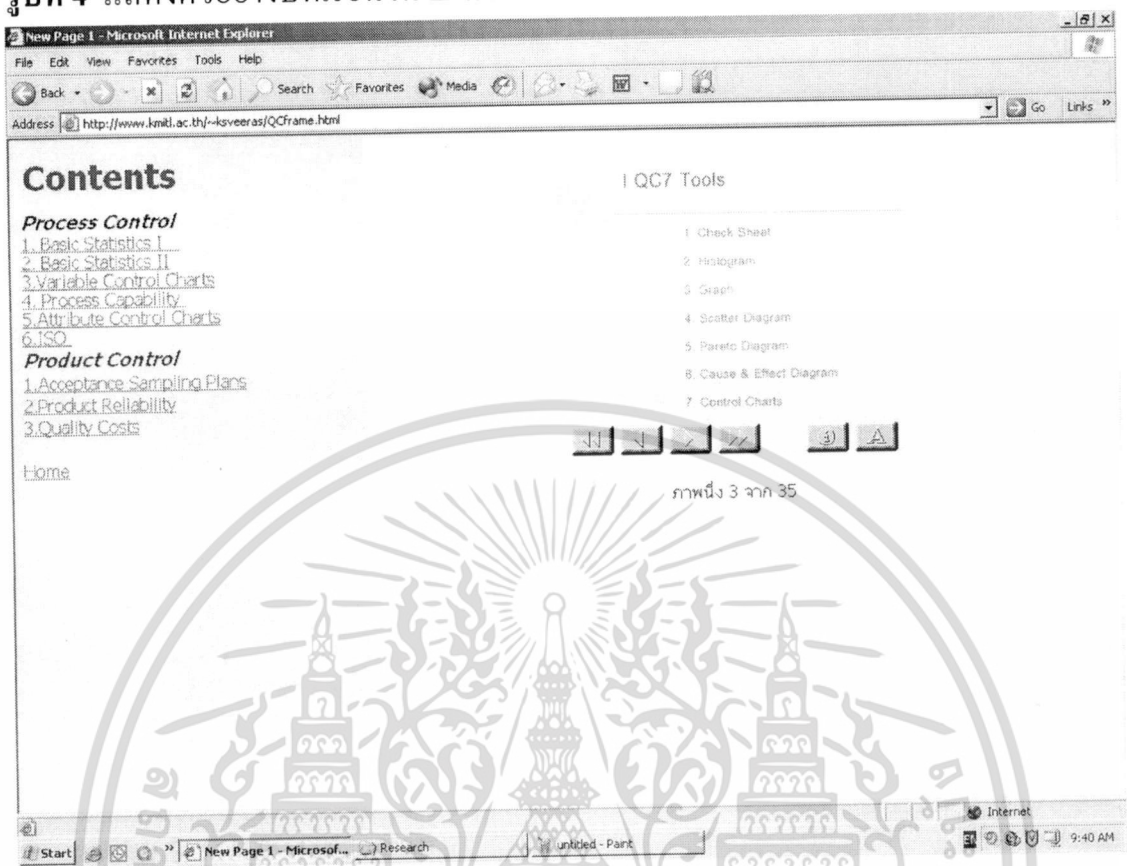 รูปที่ 4
New Page 1 - Microsoft Internet Explorer
File Edit View Favorites Tools Help
Back Search Favorites Media
Address http://www.kmitl.ac.th/~ksveeras/QCframe.html Go Links »
Contents
Process Control
1. Basic Statistics I
2. Basic Statistics II
3.Variable Control Charts
4. Process Capability
5.Attribute Control Charts
6.ISO
Product Control
1.Acceptance Sampling Plans
2.Product Reliability
3.Quality Costs
Home
I QC7 Tools
1. Check Sheet
2. Histogram
3. Graph
4. Scatter Diagram
5. Pareto Diagram
6. Cause & Effect Diagram
7. Control Charts
ภาพนิ่ง 3 จาก 35
Internet
Start » New Page 1 - Microsof... Research untitled - Paint 9:40 AM